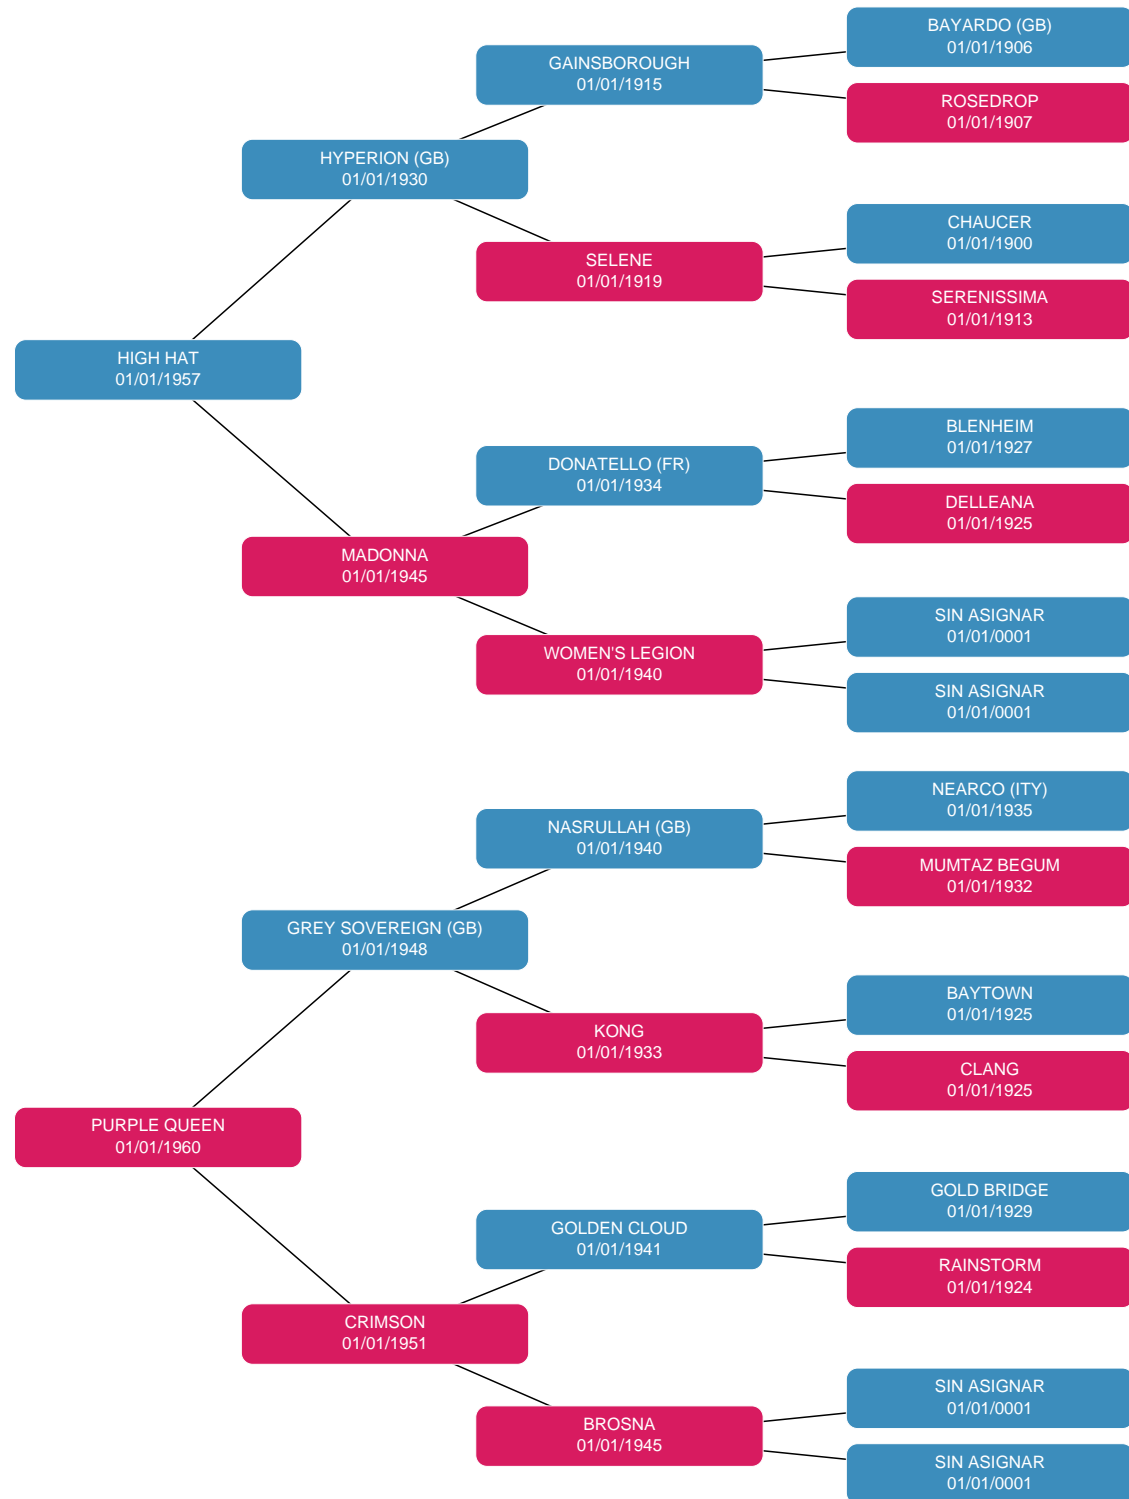 BAYARDO (GB)
01/01/1906
GAINSBOROUGH
01/01/1915
ROSEDROP
01/01/1907
HYPERION (GB)
01/01/1930
CHAUCER
01/01/1900
SELENE
01/01/1919
SERENISSIMA
01/01/1913
HIGH HAT
01/01/1957
BLENHEIM
01/01/1927
DONATELLO (FR)
01/01/1934
DELLEANA
01/01/1925
MADONNA
01/01/1945
SIN ASIGNAR
01/01/0001
WOMEN'S LEGION
01/01/1940
SIN ASIGNAR
01/01/0001
NEARCO (ITY)
01/01/1935
NASRULLAH (GB)
01/01/1940
MUMTAZ BEGUM
01/01/1932
GREY SOVEREIGN (GB)
01/01/1948
BAYTOWN
01/01/1925
KONG
01/01/1933
CLANG
01/01/1925
PURPLE QUEEN
01/01/1960
GOLD BRIDGE
01/01/1929
GOLDEN CLOUD
01/01/1941
RAINSTORM
01/01/1924
CRIMSON
01/01/1951
SIN ASIGNAR
01/01/0001
BROSNA
01/01/1945
SIN ASIGNAR
01/01/0001